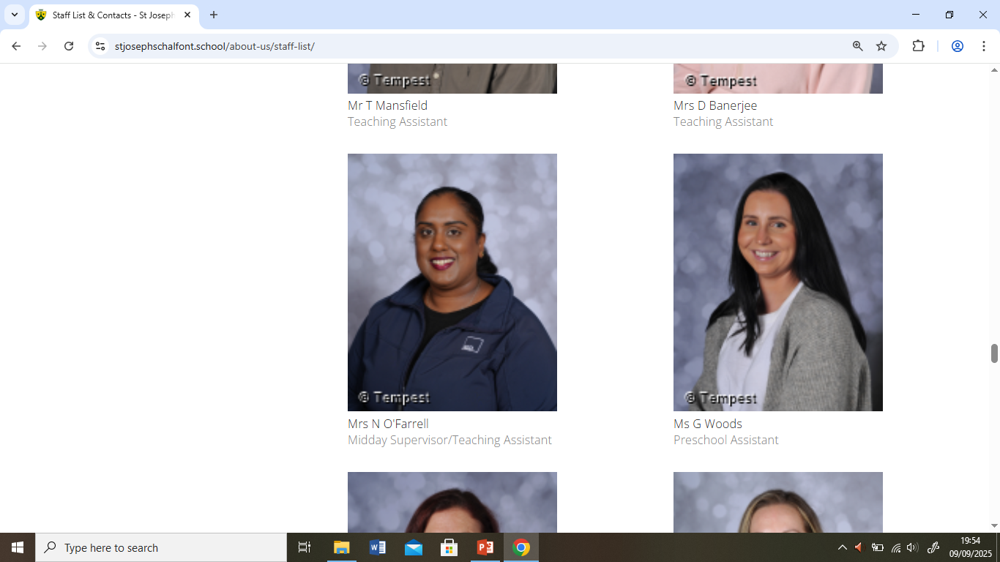 Staff List & Contacts - St Joseph
stjosephschalfont.school/about-us/staff-list/
© Tempest
© Tempest
Mr T Mansfield
Mrs D Banerjee
Teaching Assistant
Teaching Assistant
© Tempest
© Tempest
Mrs N O'Farrell
Ms G Woods
Midday Supervisor/Teaching Assistant
Preschool Assistant
Type here to search
19:54
09/09/2025